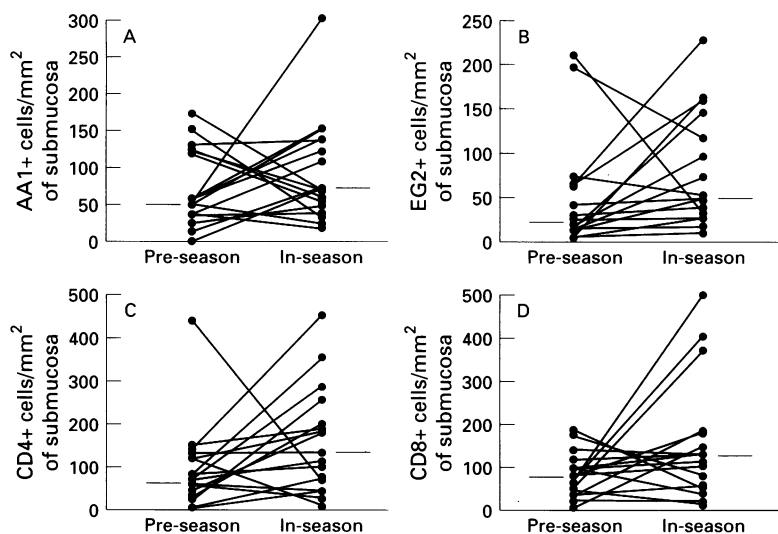 A
AA1+ cells/mm²
of submucosa
300
250
200
150
100
50
0
Pre-season In-season
B
EG2+ cells/mm²
of submucosa
250
200
150
100
50
0
Pre-season In-season
C
CD4+ cells/mm²
of submucosa
500
400
300
200
100
0
Pre-season In-season
D
CD8+ cells/mm²
of submucosa
500
400
300
200
100
0
Pre-season In-season